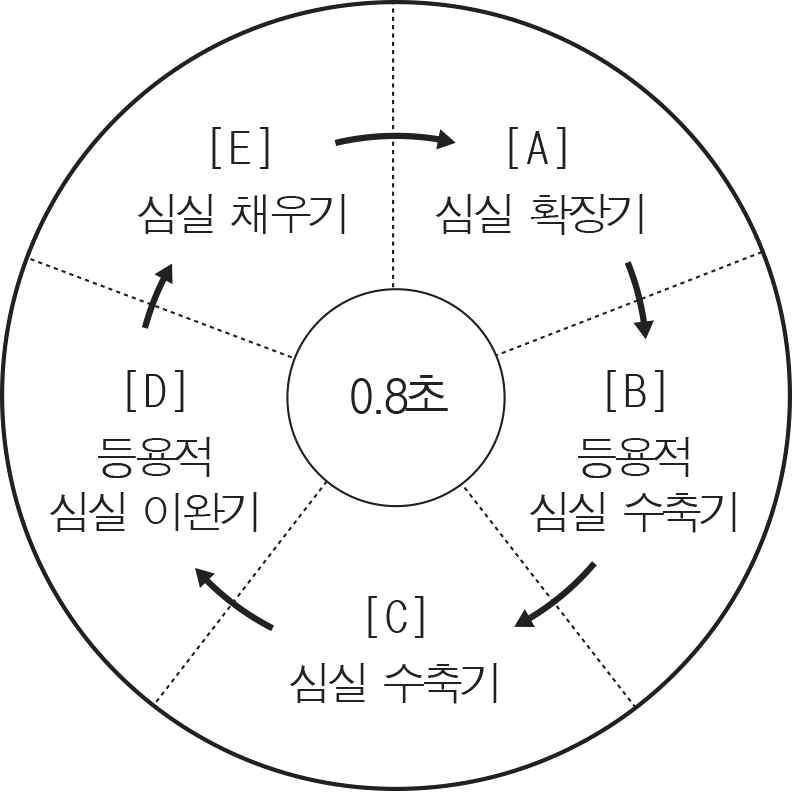 [E]
심실 채우기
[A]
심실 확장기
[D]
등용적
심실 이완기
0.8초
[B]
등용적
심실 수축기
[C]
심실 수축기